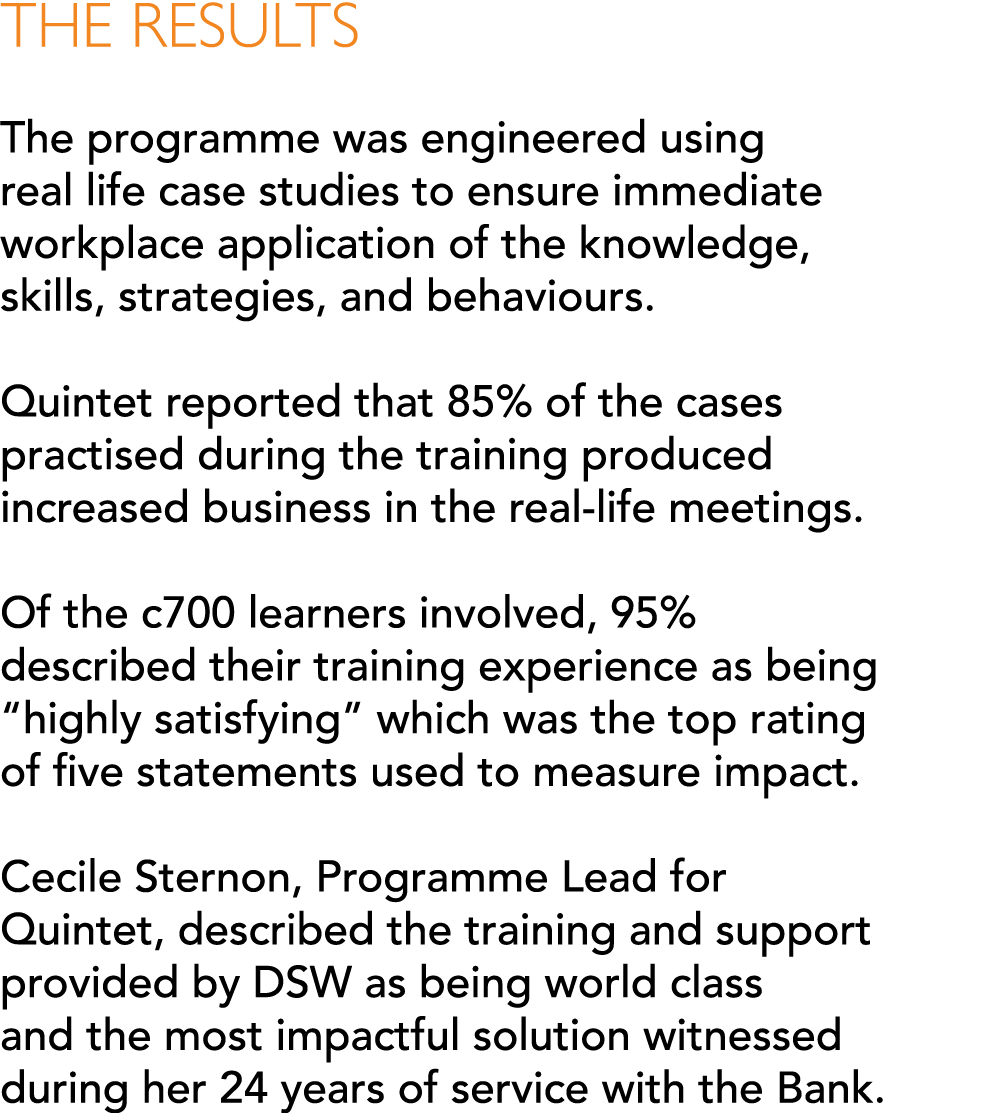 THE RESULTS
The programme was engineered using
real life case studies to ensure immediate
workplace application of the knowledge,
skills, strategies, and behaviours.
Quintet reported that 85% of the cases
practised during the training produced
increased business in the real-life meetings.
Of the c700 learners involved, 95%
described their training experience as being
“highly satisfying” which was the top rating
of five statements used to measure impact.
Cecile Sternon, Programme Lead for
Quintet, described the training and support
provided by DSW as being world class
and the most impactful solution witnessed
during her 24 years of service with the Bank.